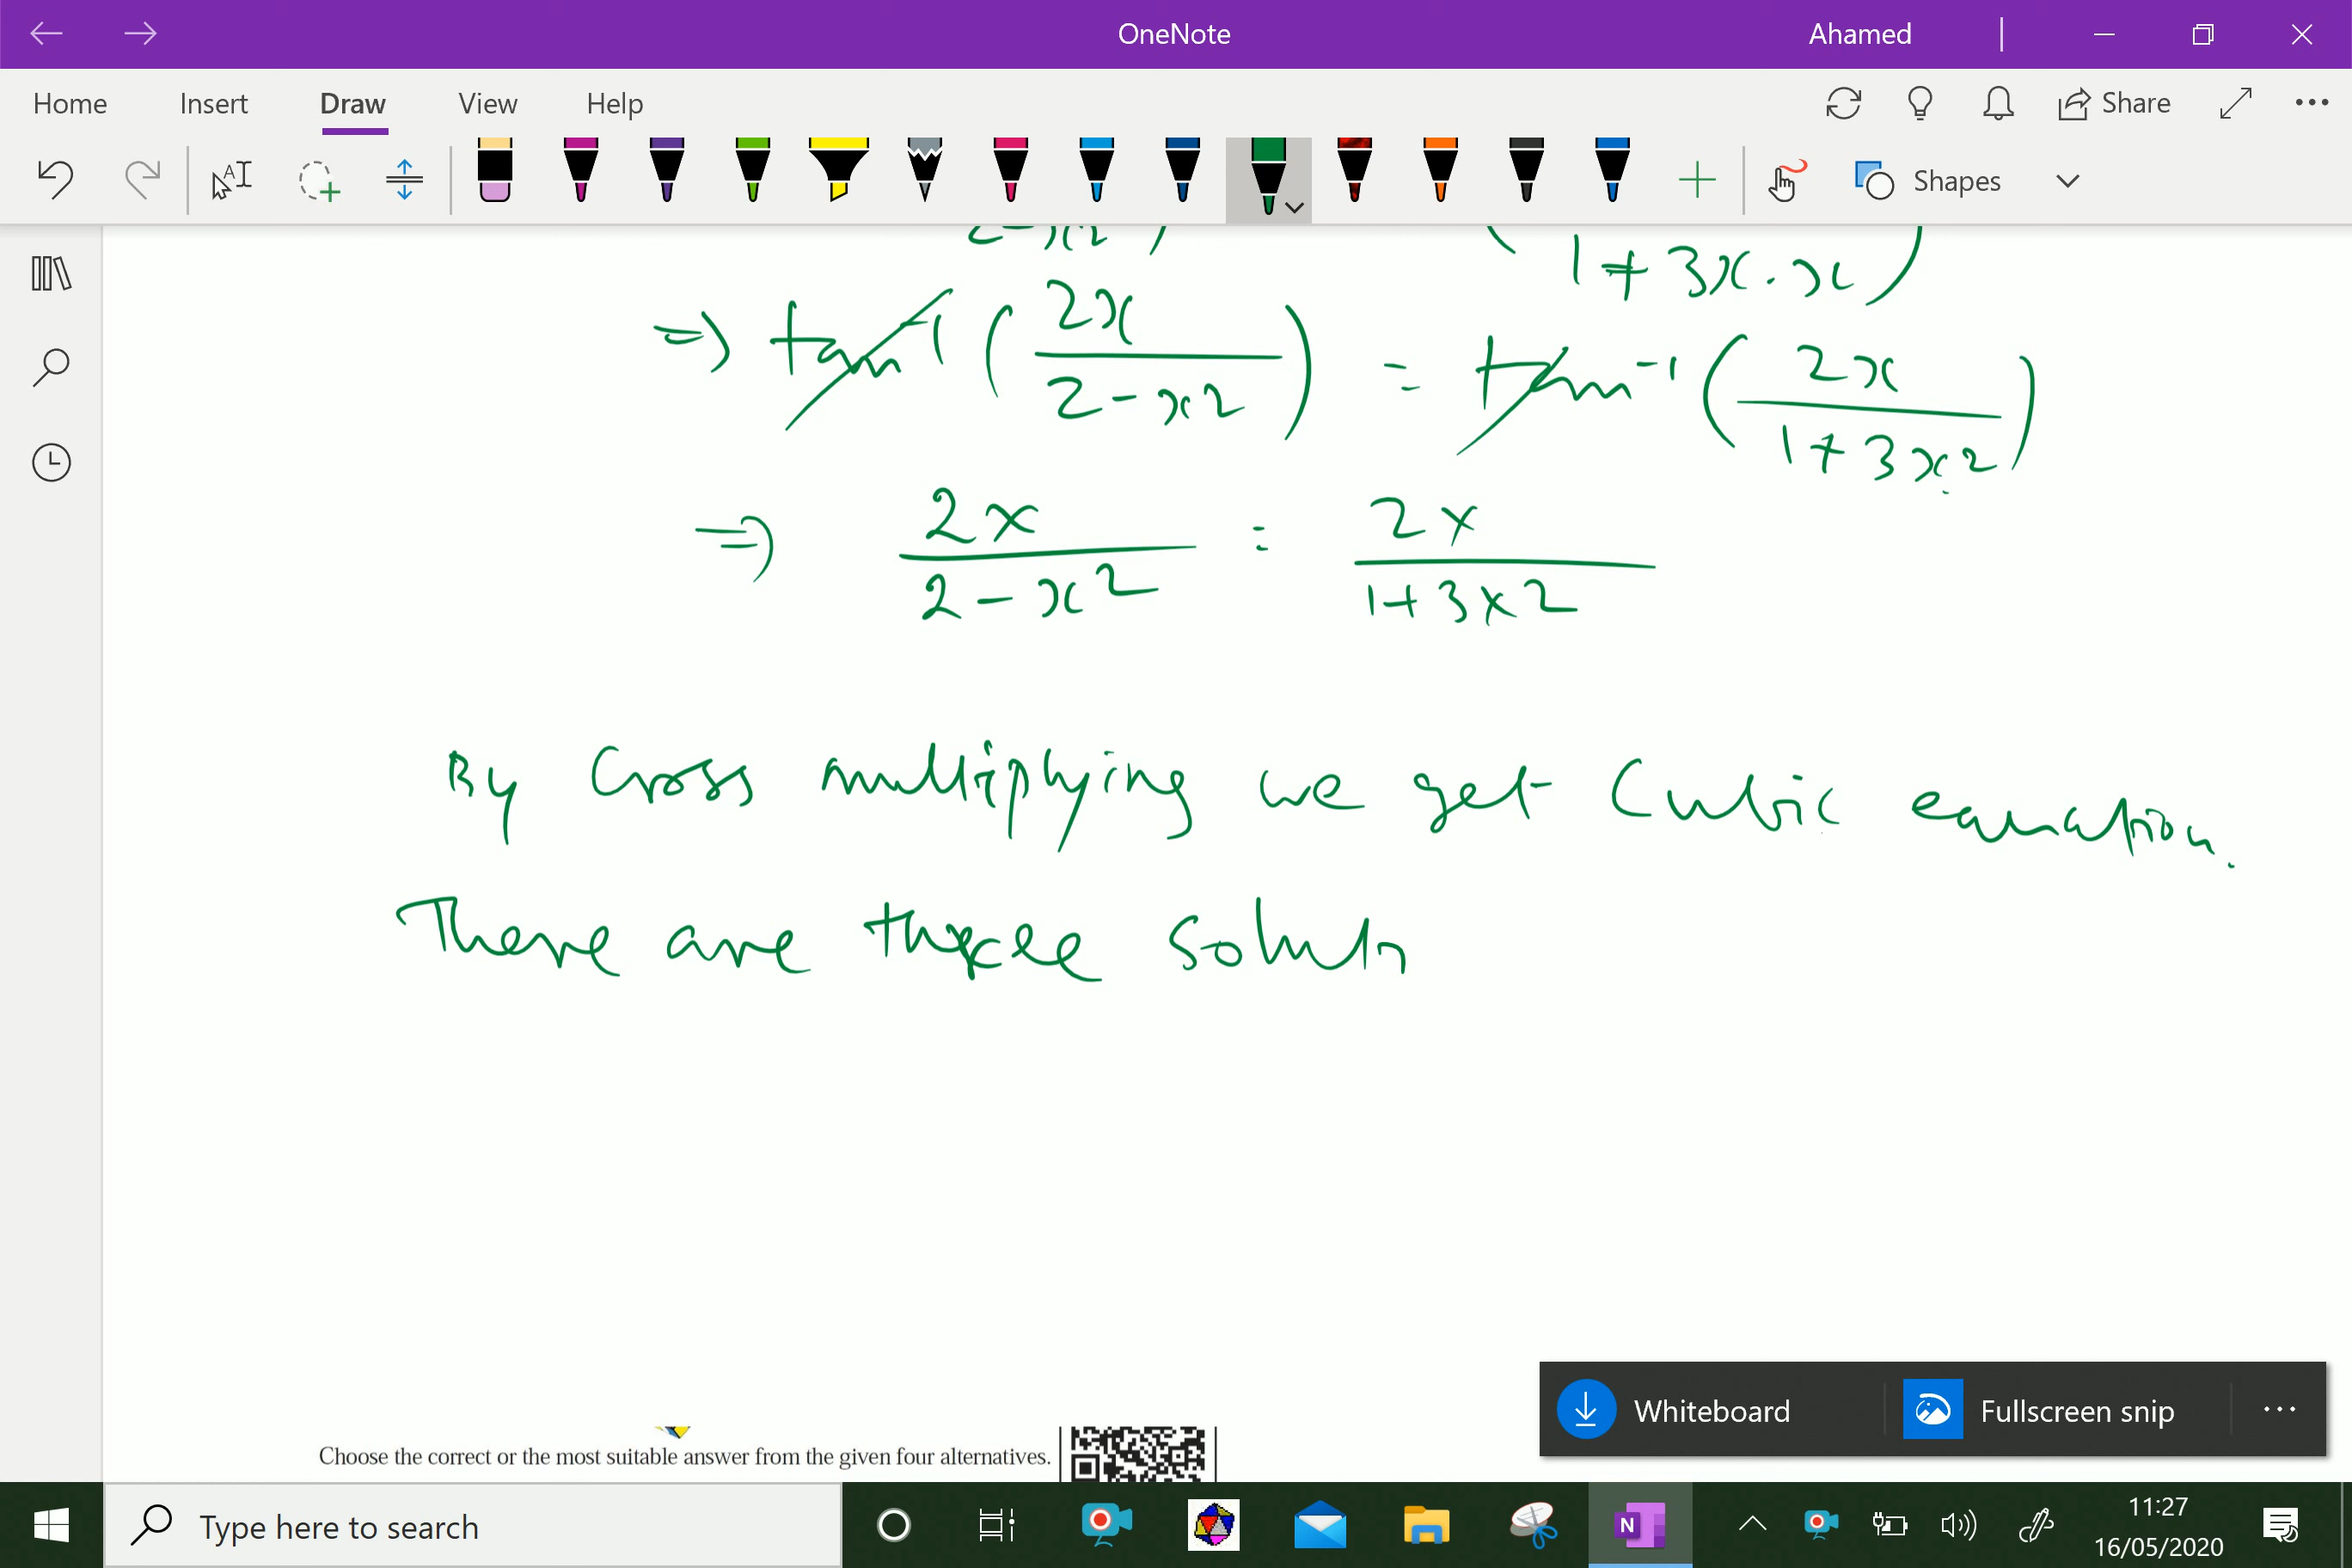 OneNote
Ahamed
Home Insert Draw View Help
Share
Shapes
1 + 3x . x
⇒ tan⁻¹ ( 2x / 2 - x² ) = tan⁻¹ ( 2x / 1 + 3x² )
⇒ 2x / 2 - x² = 2x / 1 + 3x²
By Cross multiplying we get Cubic equation.
There are three Solutn
Whiteboard Fullscreen snip
Choose the correct or the most suitable answer from the given four alternatives.
Type here to search
N
11:27
16/05/2020